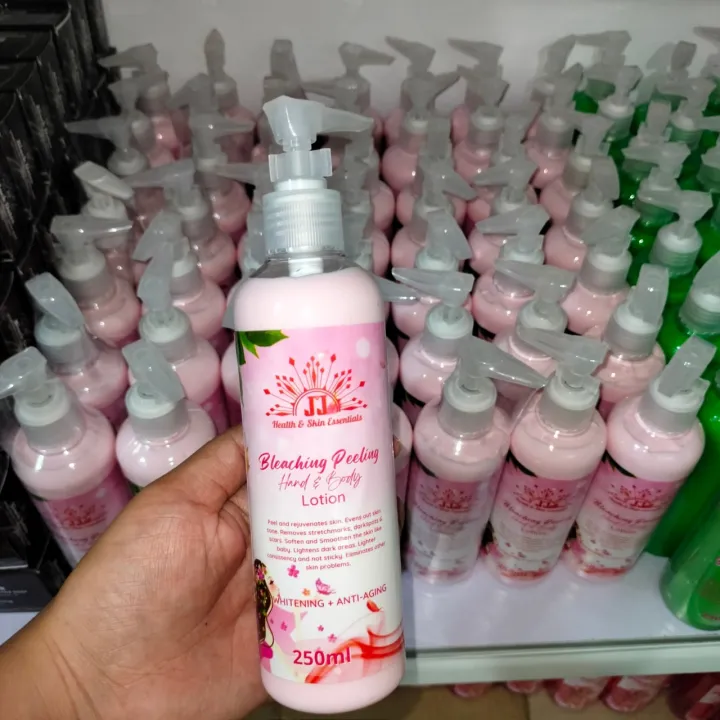 JJ
Health & Skin Essentials
Bleaching Peeling
Hand & Body
Lotion
Peel and rejuvenates skin. Evens out skin
tone. Removes stretchmarks, darkspots &
scars. Soften and Smoothen the skin like
baby. Lightens dark areas. Lighter
consistency and not sticky. Eliminates other
skin problems.
WHITENING + ANTI-AGING
250ml